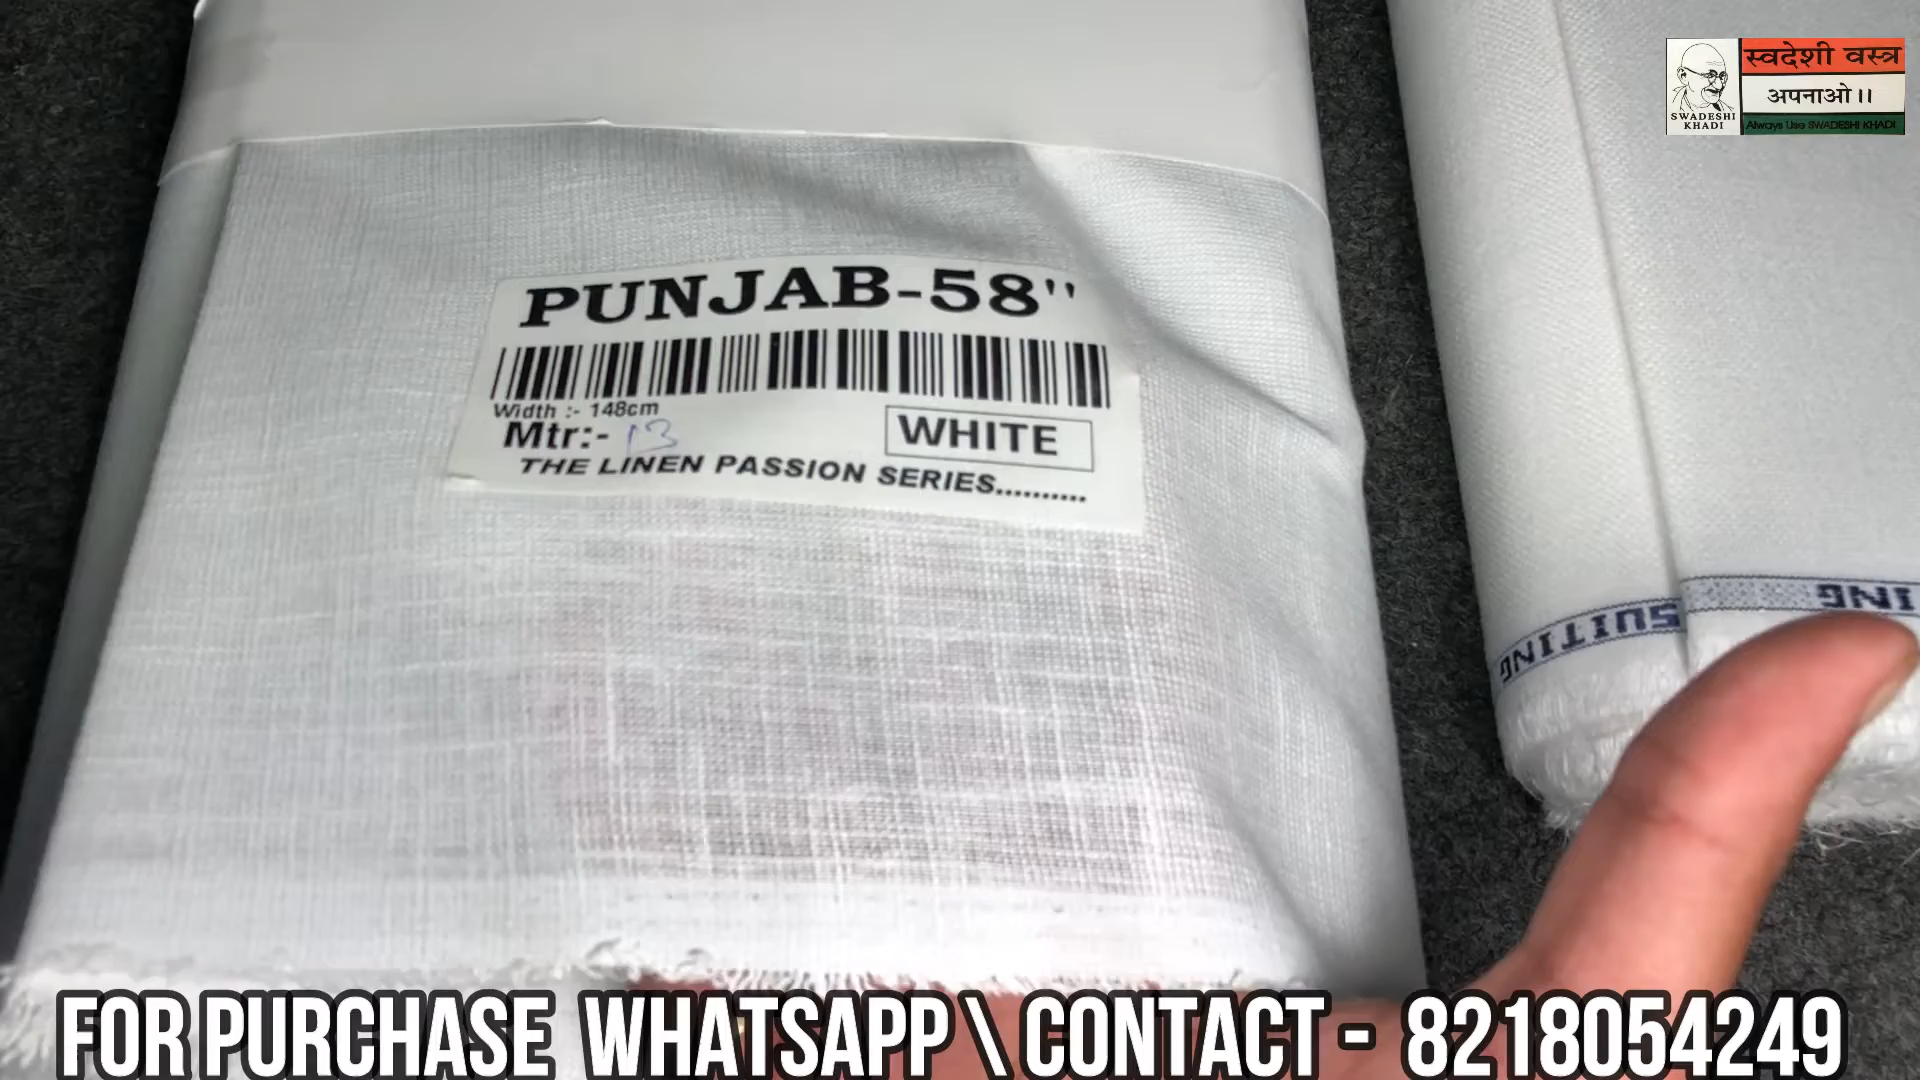 स्वदेशी वस्त्र
अपनाओ।।
SWADESHI
KHADI
Always Use SWADESHI KHADI
PUNJAB-58''
Width :- 148cm
Mtr:- 13
WHITE
THE LINEN PASSION SERIES..........
SUITING
ING
FOR PURCHASE WHATSAPP \ CONTACT - 8218054249